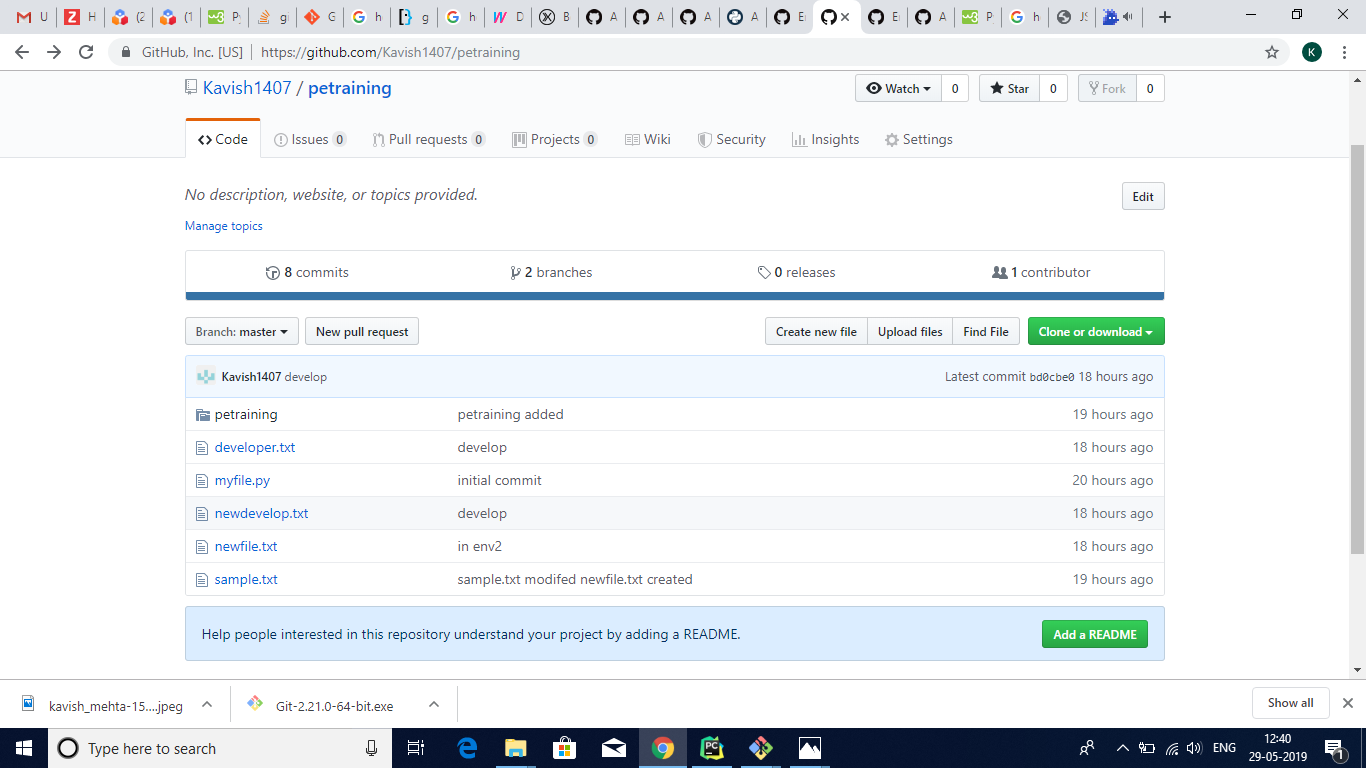 U H (2 (1 P gi G h g h W D B A A A A E E A P h JS
GitHub, Inc. [US] https://github.com/Kavish1407/petraining K
Kavish1407 / petraining Watch 0 Star 0 Fork 0
Code Issues 0 Pull requests 0 Projects 0 Wiki Security Insights Settings
No description, website, or topics provided. Edit
Manage topics
8 commits 2 branches 0 releases 1 contributor
Branch: master New pull request Create new file Upload files Find File Clone or download
Kavish1407 develop Latest commit bd0cbe0 18 hours ago
petraining petraining added 19 hours ago
developer.txt develop 18 hours ago
myfile.py initial commit 20 hours ago
newdevelop.txt develop 18 hours ago
newfile.txt in env2 18 hours ago
sample.txt sample.txt modifed newfile.txt created 19 hours ago
Help people interested in this repository understand your project by adding a README. Add a README
kavish_mehta-15....jpeg Git-2.21.0-64-bit.exe Show all
Type here to search ENG 12:40
29-05-2019 1